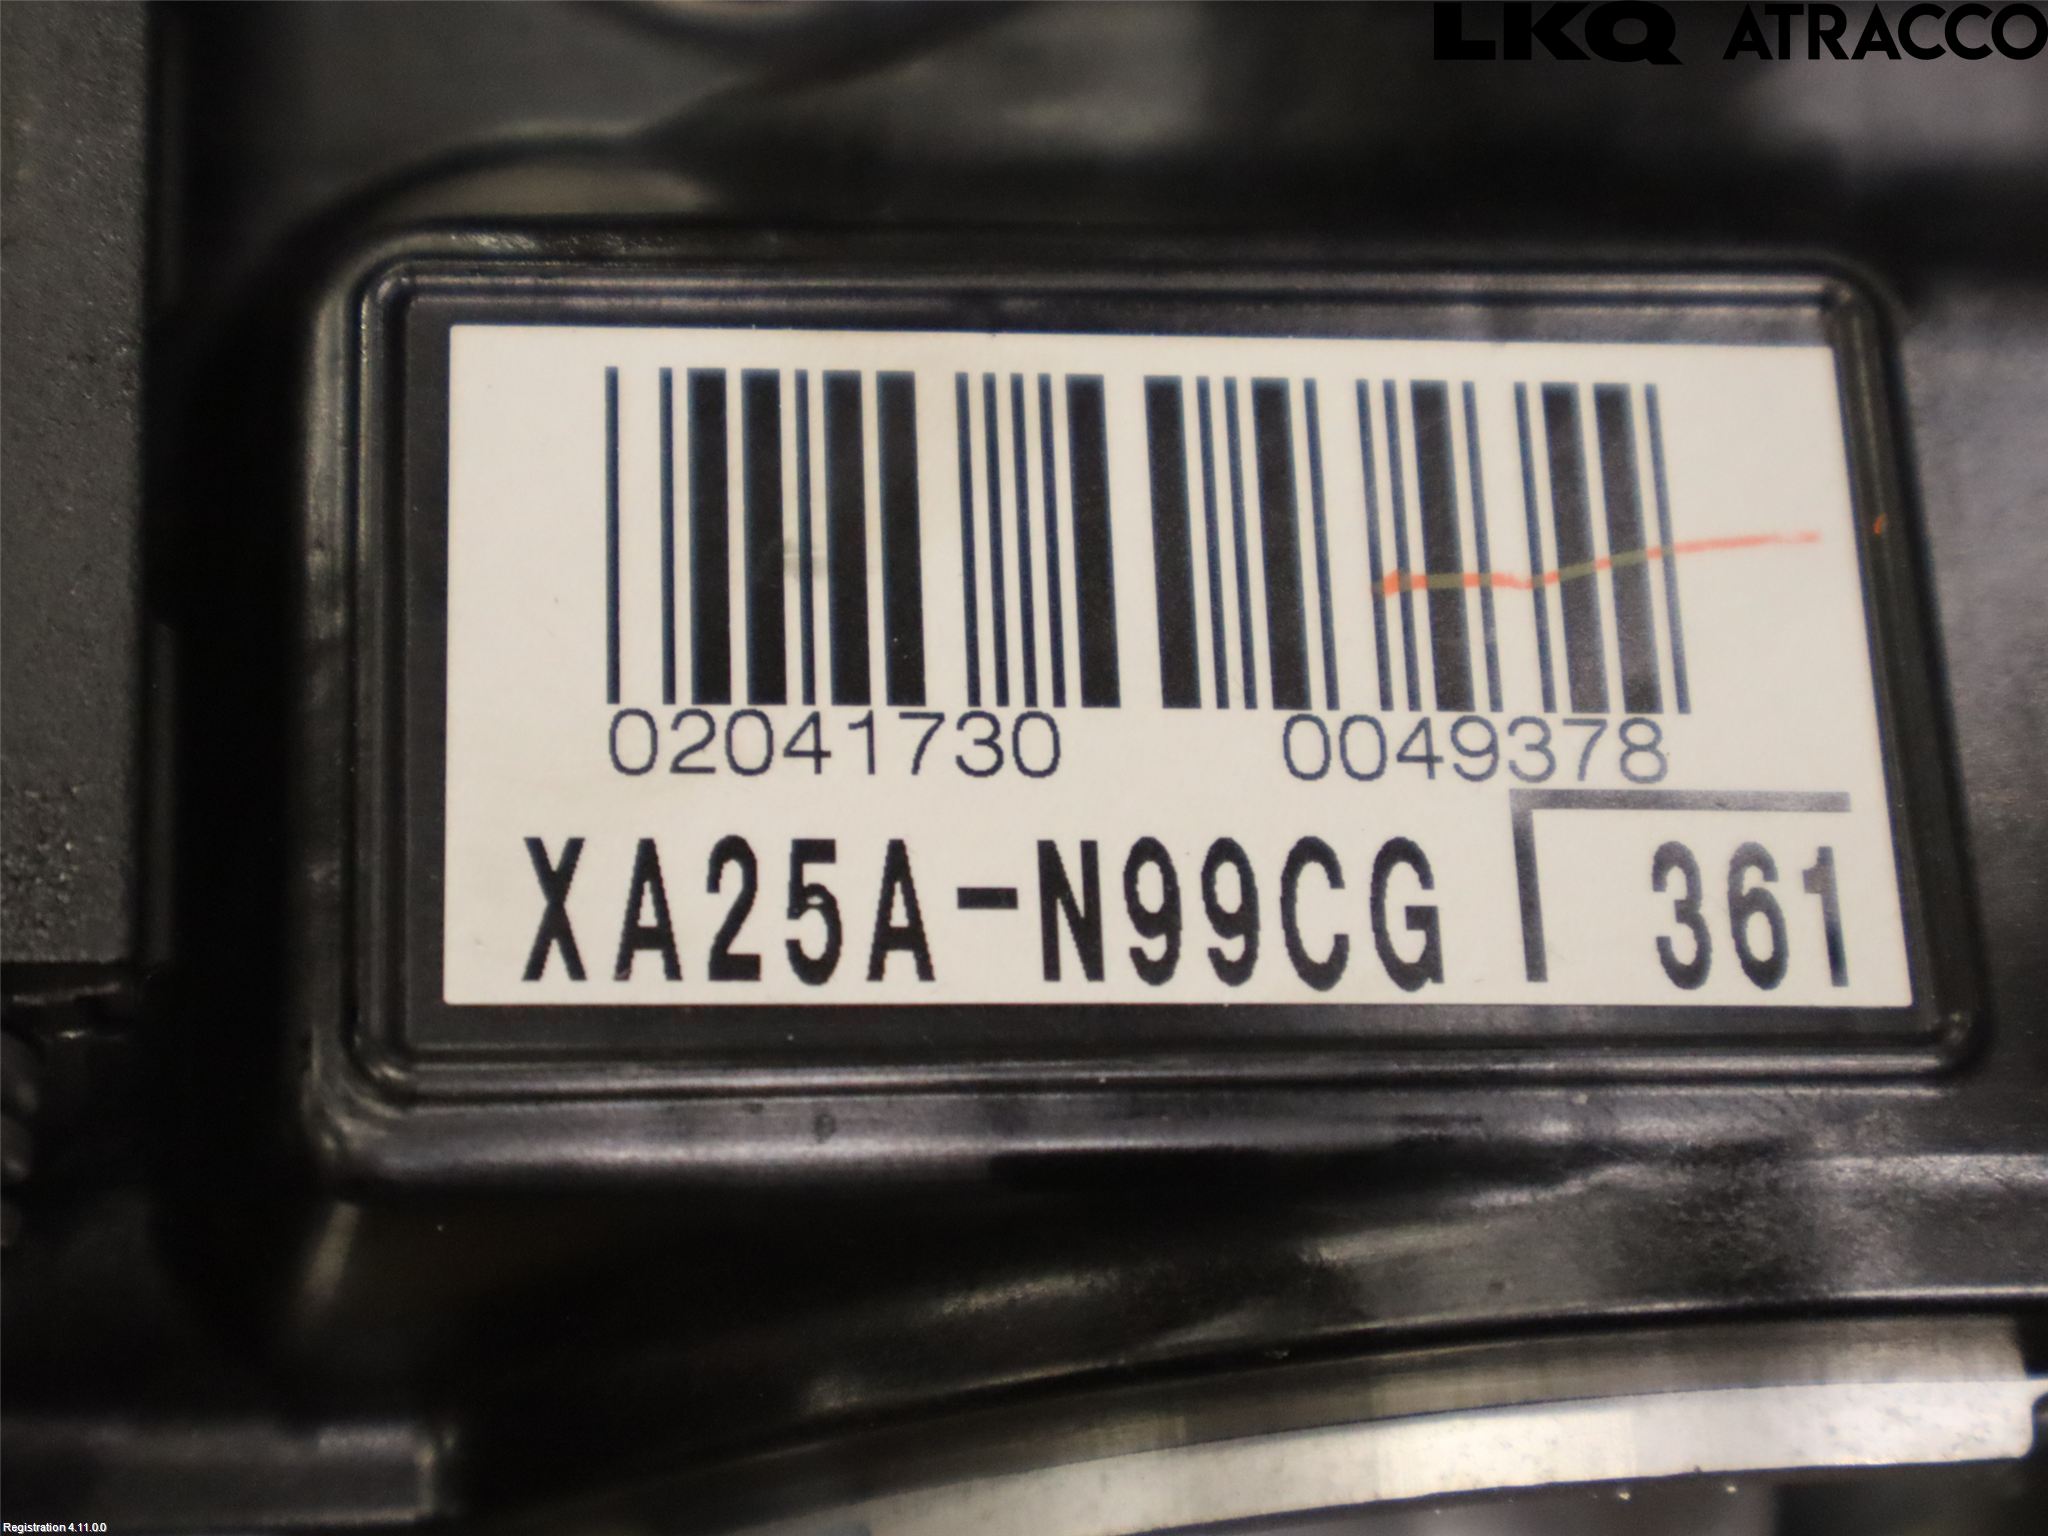 LKQ ATRACCO
02041730 0049378
XA25A-N99CG 361
Registration 4.11.0.0